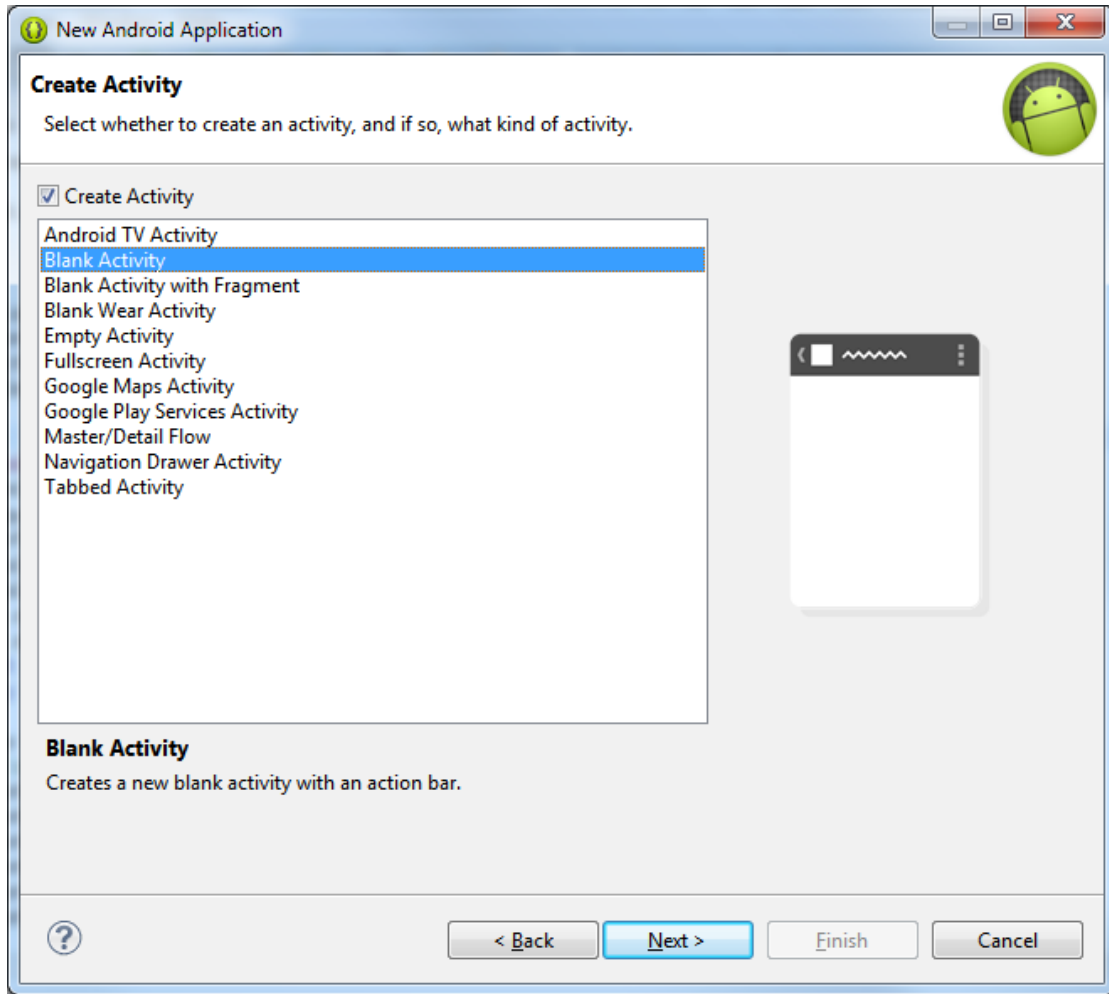 New Android Application
Create Activity
Select whether to create an activity, and if so, what kind of activity.
Create Activity
Android TV Activity
Blank Activity
Blank Activity with Fragment
Blank Wear Activity
Empty Activity
Fullscreen Activity
Google Maps Activity
Google Play Services Activity
Master/Detail Flow
Navigation Drawer Activity
Tabbed Activity
Blank Activity
Creates a new blank activity with an action bar.
? < Back Next > Finish Cancel